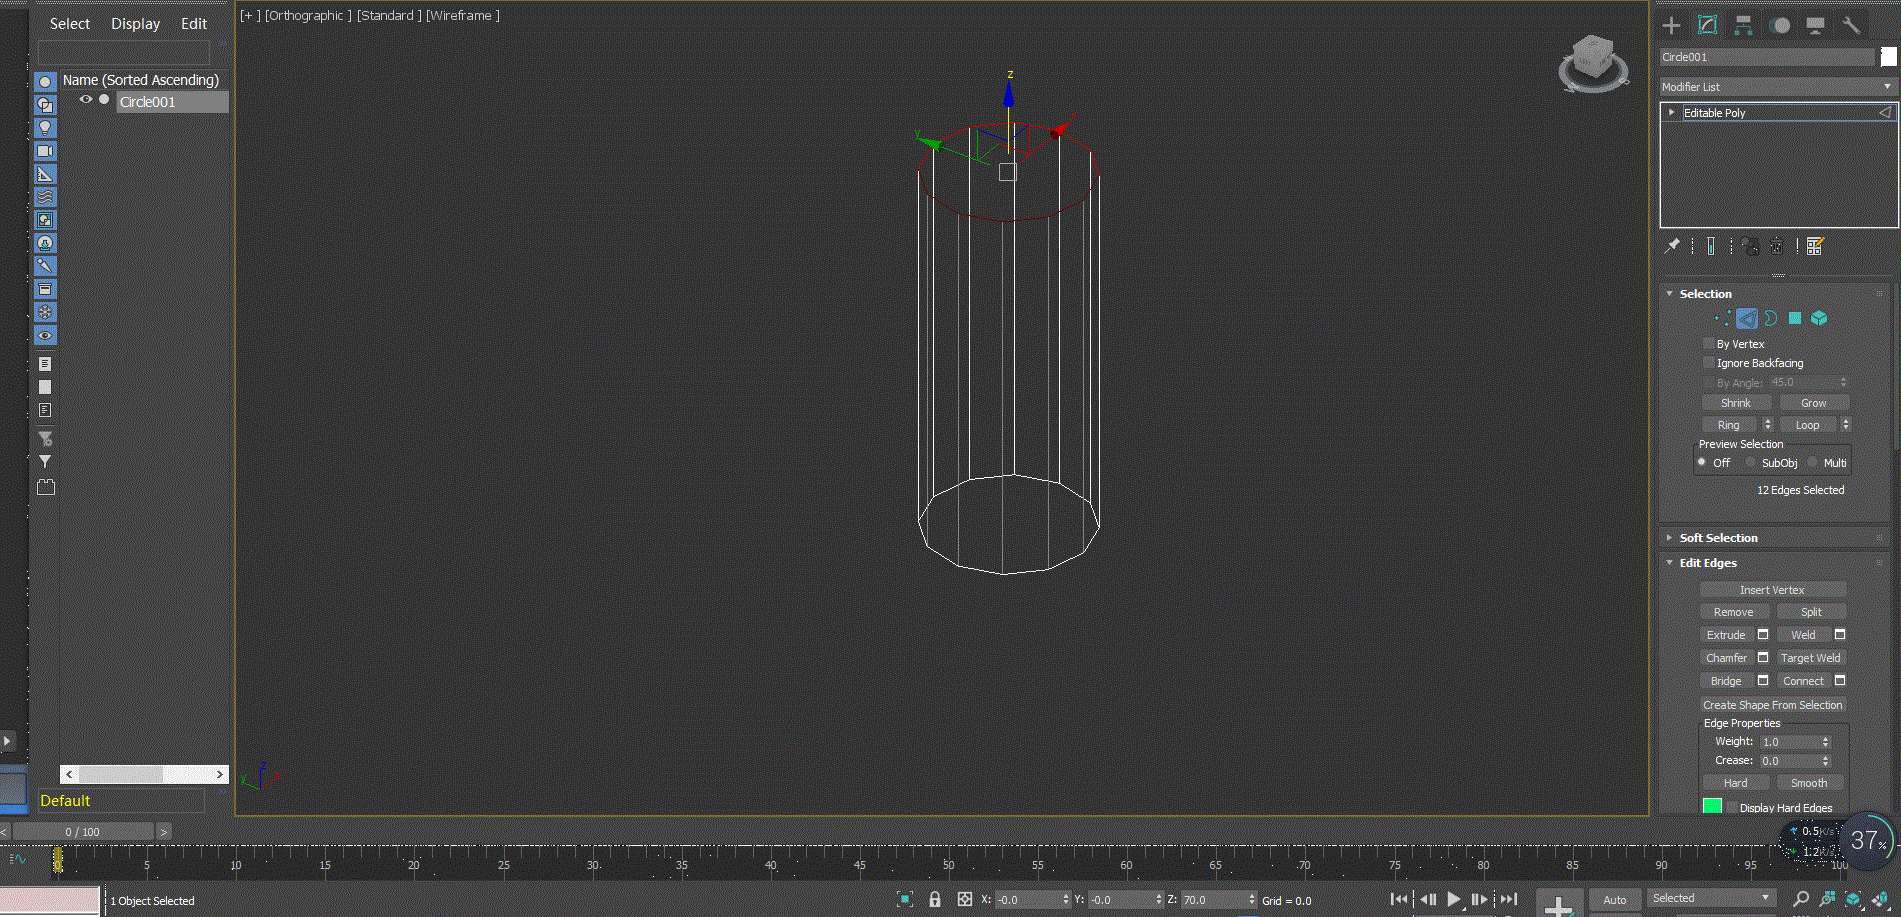 Select Display Edit
Name (Sorted Ascending)
Circle001
Default
[+ ] [Orthographic ] [Standard ] [Wireframe ]
z
y
Circle001
Modifier List
Editable Poly
Selection
By Vertex
Ignore Backfacing
By Angle: 45.0
Shrink Grow
Ring Loop
Preview Selection
Off SubObj Multi
12 Edges Selected
Soft Selection
Edit Edges
Insert Vertex
Remove Split
Extrude Weld
Chamfer Target Weld
Bridge Connect
Create Shape From Selection
Edge Properties
Weight: 1.0
Crease: 0.0
Hard Smooth
Display Hard Edges
0.5K/s
1.2K/s
37%
< 0 / 100 >
0 5 10 15 20 25 30 35 40 45 50 55 60 65 70 75 80 85 90 95 100
1 Object Selected
X: -0.0 Y: -0.0 Z: 70.0 Grid = 0.0
Auto Selected